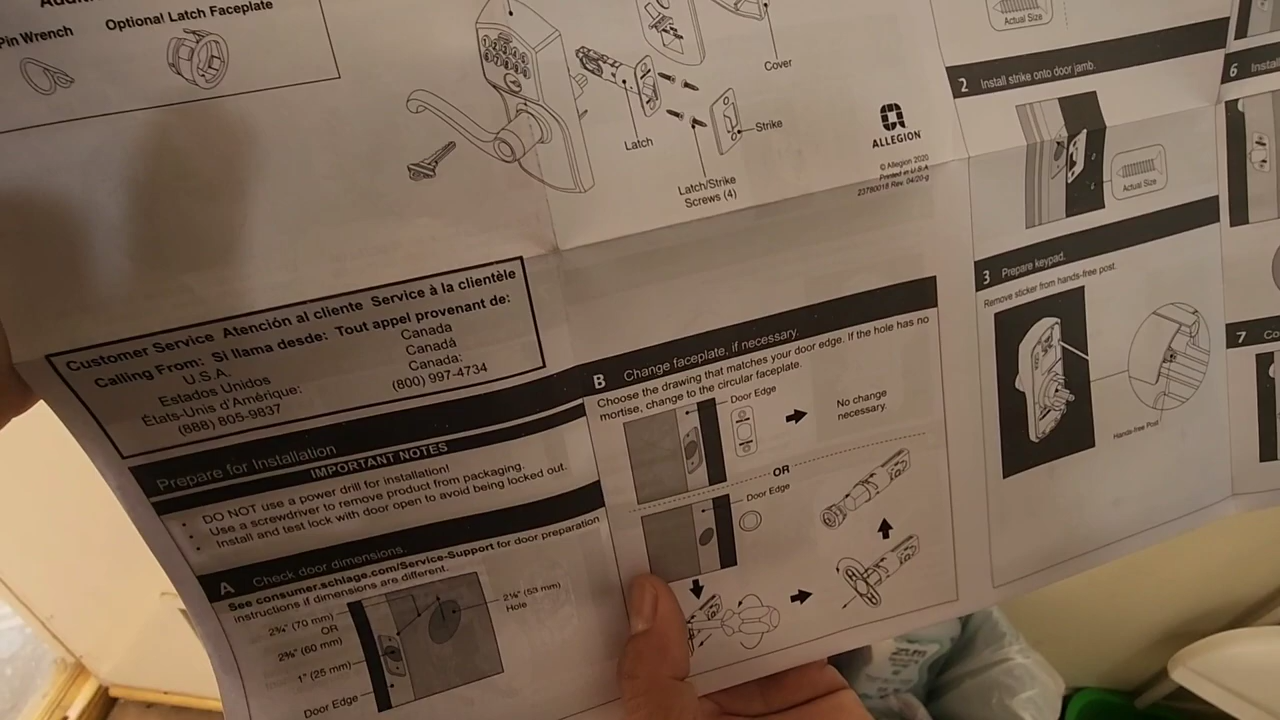 Pin Wrench
Optional Latch Faceplate
Cover
Latch
Strike
Latch/Strike
Screws (4)
ALLEGION
© Allegion 2020
Printed in U.S.A.
23780018 Rev. 04/20-g
Customer Service Atención al cliente Service à la clientèle
Calling From: Si llama desde: Tout appel provenant de:
U.S.A.
Estados Unidos
États-Unis d'Amérique:
(888) 805-9837
Canada
Canadá
Canada:
(800) 997-4734
Prepare for Installation
IMPORTANT NOTES
• DO NOT use a power drill for installation!
• Use a screwdriver to remove product from packaging.
• Install and test lock with door open to avoid being locked out.
A Check door dimensions.
See consumer.schlage.com/Service-Support for door preparation
instructions if dimensions are different.
2¾" (70 mm)
OR
2⅜" (60 mm)
1" (25 mm)
Door Edge
2⅛" (53 mm)
Hole
B Change faceplate, if necessary.
Choose the drawing that matches your door edge. If the hole has no
mortise, change to the circular faceplate.
Door Edge
No change
necessary.
OR
Door Edge
Actual Size
2 Install strike onto door jamb.
Actual Size
3 Prepare keypad.
Remove sticker from hands-free post.
Hands-free Post
6
7